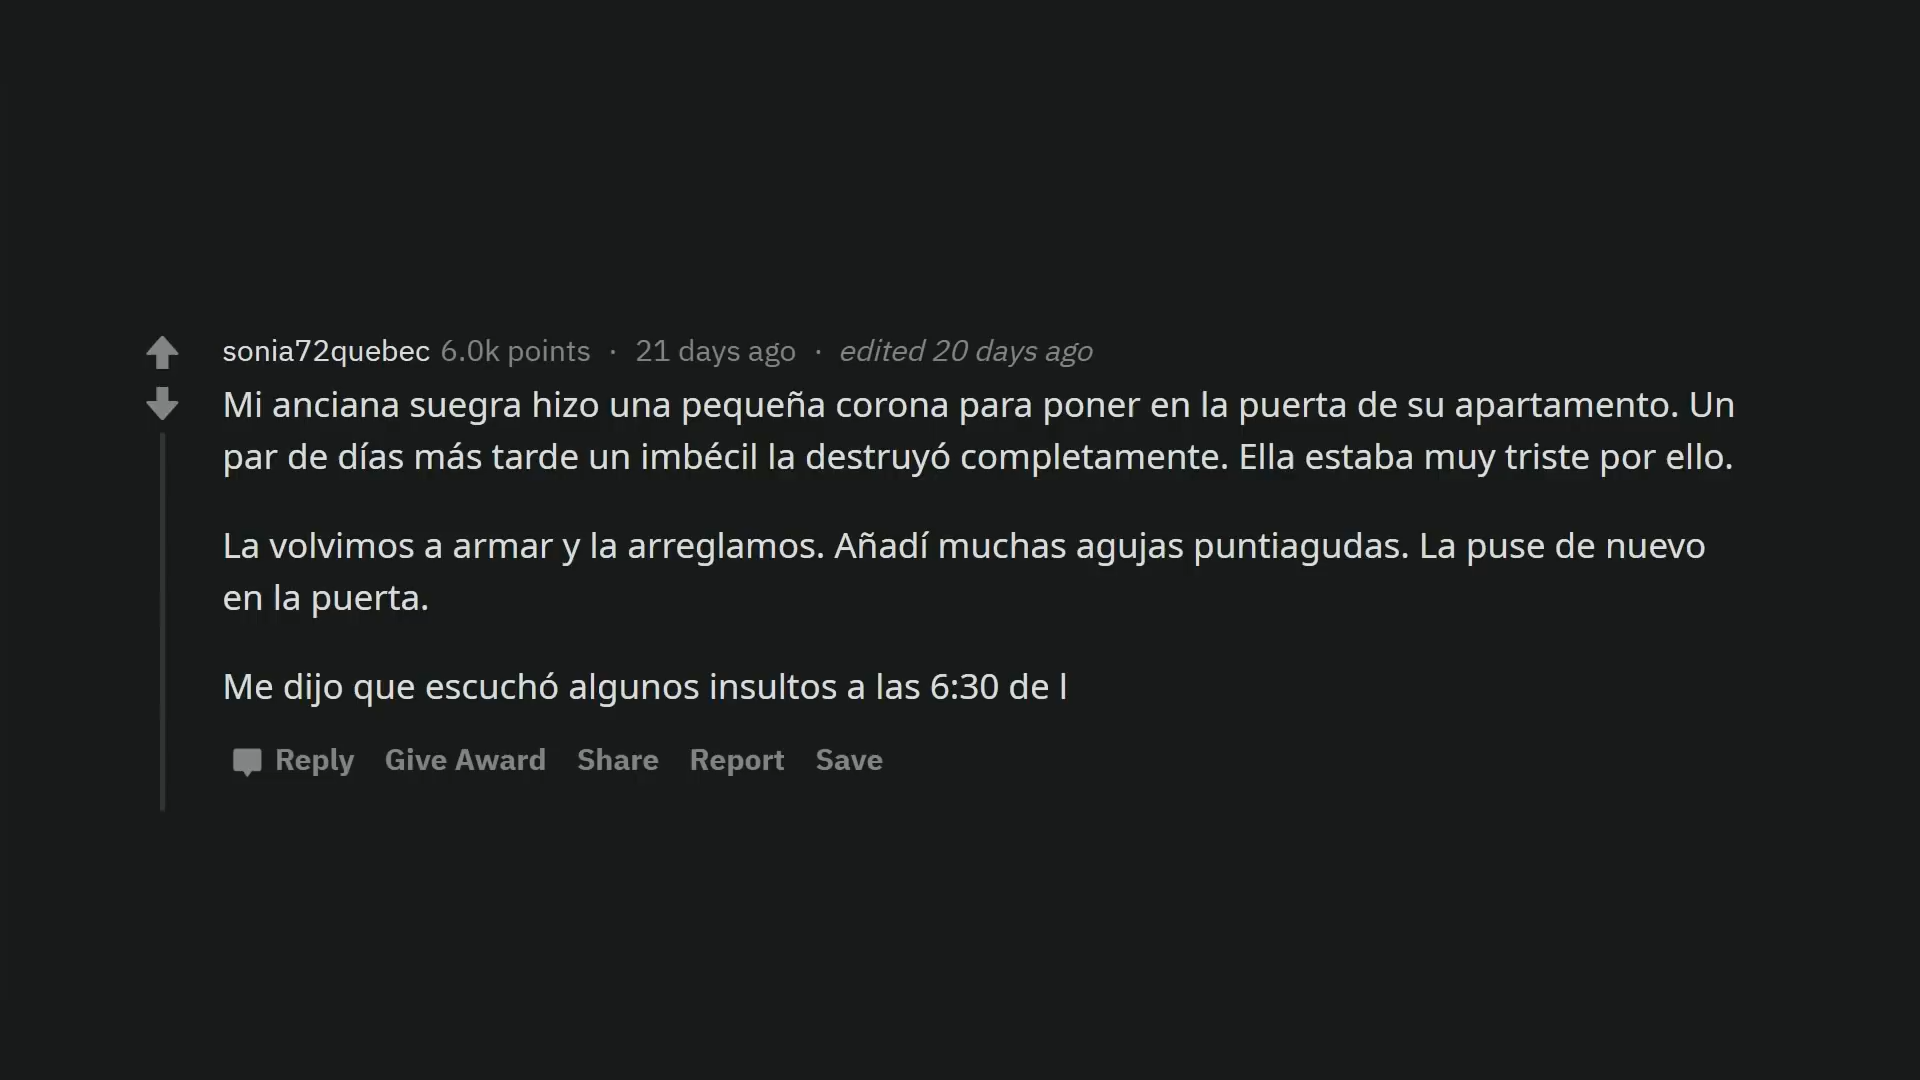 sonia72quebec 6.0k points · 21 days ago · edited 20 days ago
Mi anciana suegra hizo una pequeña corona para poner en la puerta de su apartamento. Un
par de días más tarde un imbécil la destruyó completamente. Ella estaba muy triste por ello.
La volvimos a armar y la arreglamos. Añadí muchas agujas puntiagudas. La puse de nuevo
en la puerta.
Me dijo que escuchó algunos insultos a las 6:30 de l
Reply Give Award Share Report Save